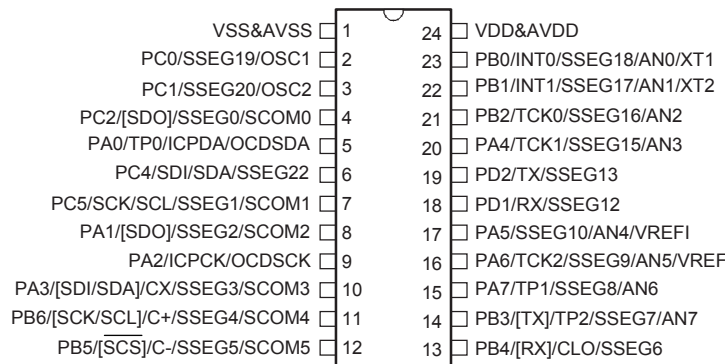 VSS&AVSS 1 24 VDD&AVDD
PC0/SSEG19/OSC1 2 23 PB0/INT0/SSEG18/AN0/XT1
PC1/SSEG20/OSC2 3 22 PB1/INT1/SSEG17/AN1/XT2
PC2/[SDO]/SSEG0/SCOM0 4 21 PB2/TCK0/SSEG16/AN2
PA0/TP0/ICPDA/OCDSDA 5 20 PA4/TCK1/SSEG15/AN3
PC4/SDI/SDA/SSEG22 6 19 PD2/TX/SSEG13
PC5/SCK/SCL/SSEG1/SCOM1 7 18 PD1/RX/SSEG12
PA1/[SDO]/SSEG2/SCOM2 8 17 PA5/SSEG10/AN4/VREFI
PA2/ICPCK/OCDSCK 9 16 PA6/TCK2/SSEG9/AN5/VREF
PA3/[SDI/SDA]/CX/SSEG3/SCOM3 10 15 PA7/TP1/SSEG8/AN6
PB6/[SCK/SCL]/C+/SSEG4/SCOM4 11 14 PB3/[TX]/TP2/SSEG7/AN7
PB5/[SCS]/C-/SSEG5/SCOM5 12 13 PB4/[RX]/CLO/SSEG6